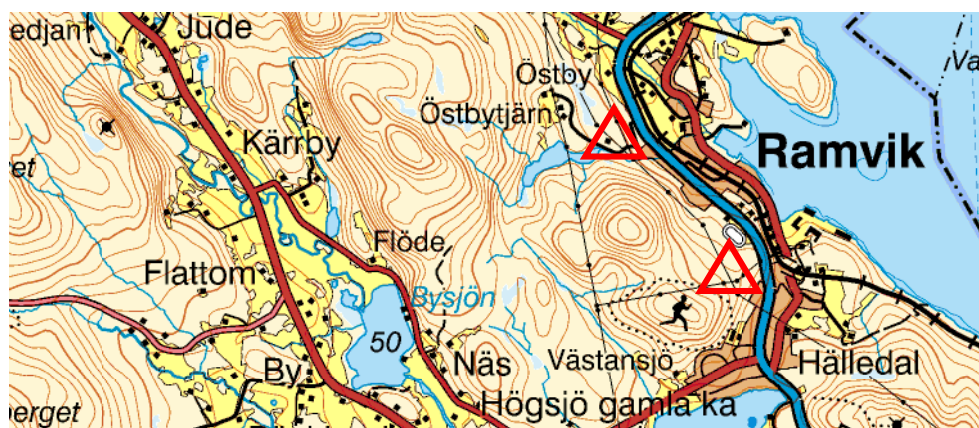 Jude
Östby
Östbytjärn
Kärrby
Ramvik
Flöde
Flattom
Bysjön
50
Näs
Västansjö
Hälledal
By
Högsjö gamla ka